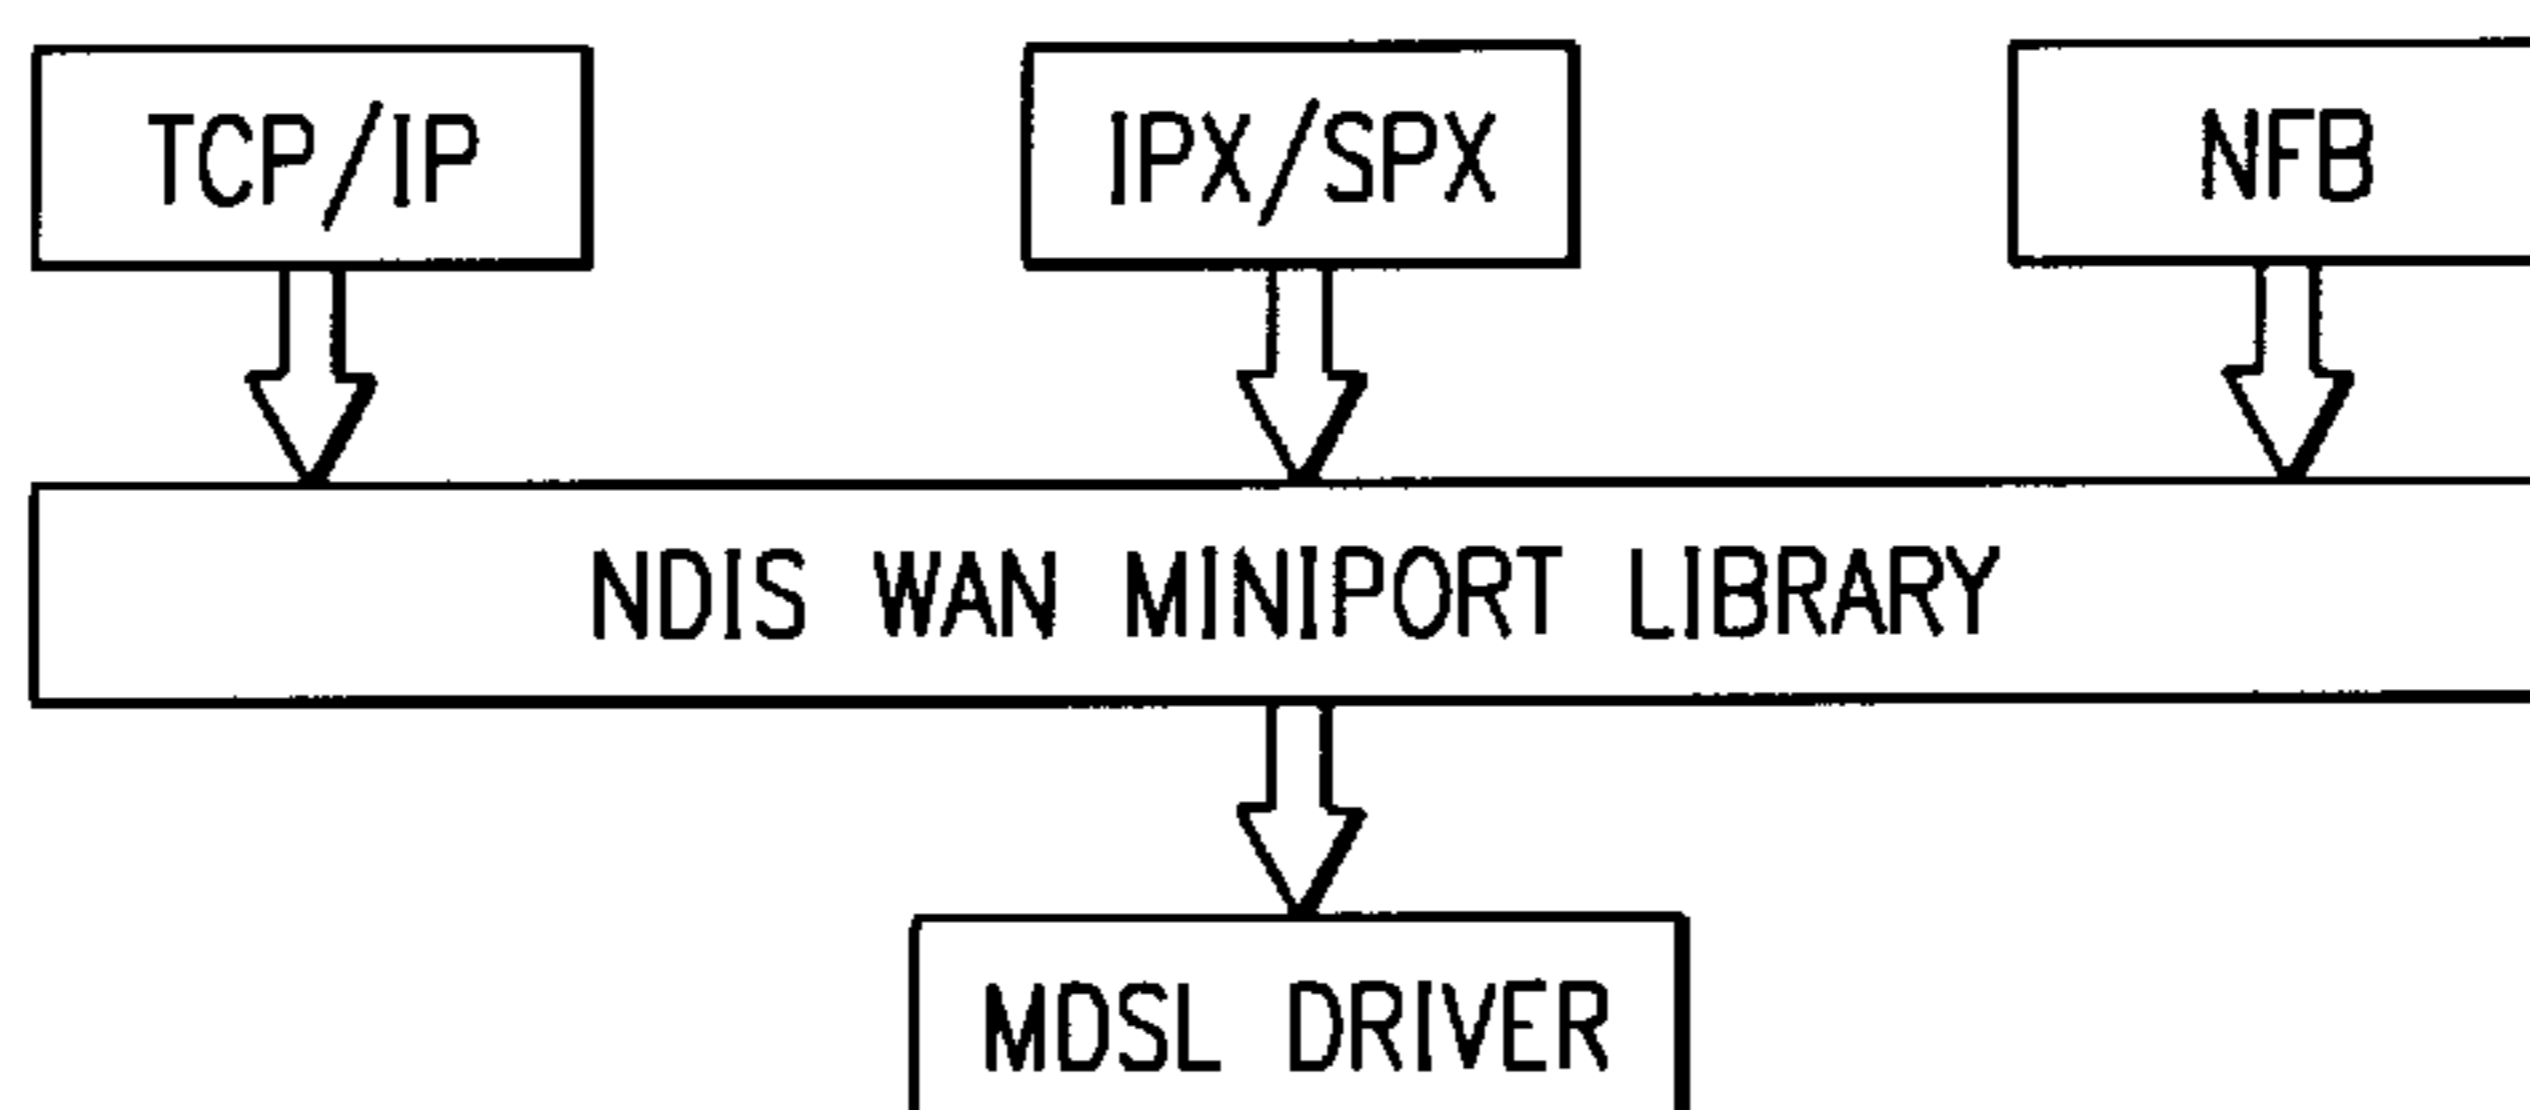 TCP/IP
IPX/SPX
NFB
NDIS WAN MINIPORT LIBRARY
MDSL DRIVER